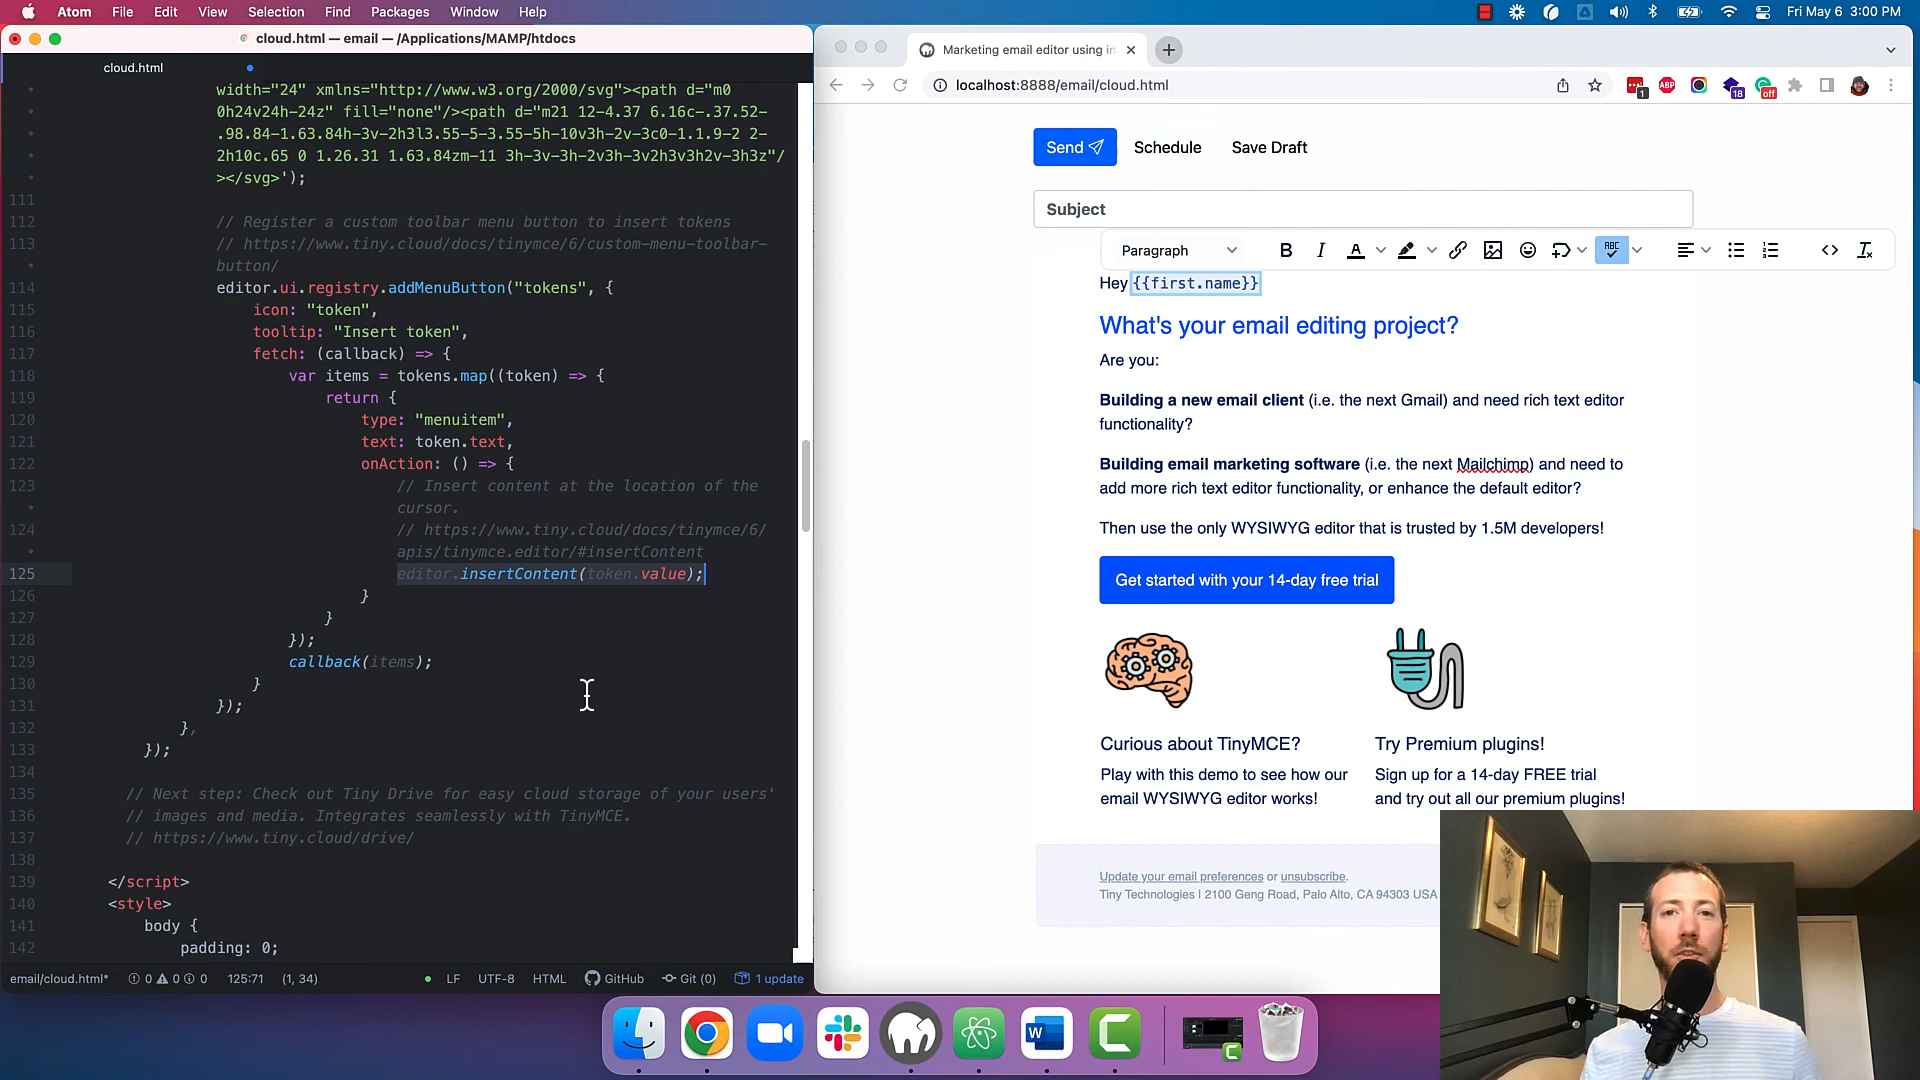 Atom File Edit View Selection Find Packages Window Help
Fri May 6 3:00 PM
cloud.html — email — /Applications/MAMP/htdocs
cloud.html
width="24" xmlns="http://www.w3.org/2000/svg"><path d="m0
0h24v24h-24z" fill="none"/><path d="m21 12-4.37 6.16c-.37.52-
.98.84-1.63.84h-3v-2h3l3.55-5-3.55-5h-10v3h-2v-3c0-1.1.9-2 2-
2h10c.65 0 1.26.31 1.63.84zm-11 3h-3v-3h-2v3h-3v2h3v3h2v-3h3z"/
></svg>');
111
112 // Register a custom toolbar menu button to insert tokens
113 // https://www.tiny.cloud/docs/tinymce/6/custom-menu-toolbar-
button/
114 editor.ui.registry.addMenuButton("tokens", {
115 icon: "token",
116 tooltip: "Insert token",
117 fetch: (callback) => {
118 var items = tokens.map((token) => {
119 return {
120 type: "menuitem",
121 text: token.text,
122 onAction: () => {
123 // Insert content at the location of the
cursor.
124 // https://www.tiny.cloud/docs/tinymce/6/
apis/tinymce.editor/#insertContent
125 editor.insertContent(token.value);
126 }
127 }
128 });
129 callback(items);
130 }
131 });
132 },
133 });
134
135 // Next step: Check out Tiny Drive for easy cloud storage of your users'
136 // images and media. Integrates seamlessly with TinyMCE.
137 // https://www.tiny.cloud/drive/
138
139 </script>
140 <style>
141 body {
142 padding: 0;
email/cloud.html* 0 0 0 125:71 (1, 34) LF UTF-8 HTML GitHub Git (0) 1 update
Marketing email editor using in
localhost:8888/email/cloud.html
1 ABP 18 off
Send Schedule Save Draft
Subject
Paragraph B I A ABC
Hey {{first.name}}
What's your email editing project?
Are you:
Building a new email client (i.e. the next Gmail) and need rich text editor
functionality?
Building email marketing software (i.e. the next Mailchimp) and need to
add more rich text editor functionality, or enhance the default editor?
Then use the only WYSIWYG editor that is trusted by 1.5M developers!
Get started with your 14-day free trial
Curious about TinyMCE?
Play with this demo to see how our
email WYSIWYG editor works!
Try Premium plugins!
Sign up for a 14-day FREE trial
and try out all our premium plugins!
Update your email preferences or unsubscribe.
Tiny Technologies | 2100 Geng Road, Palo Alto, CA 94303 USA
W
C